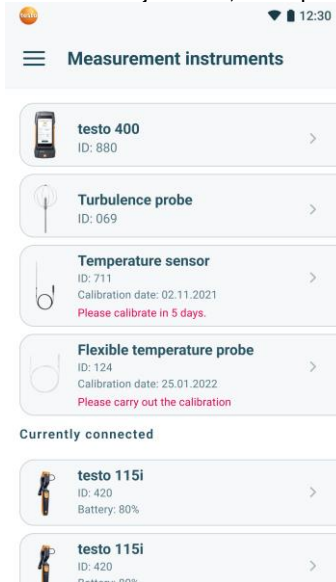 testo
12:30
Measurement instruments
testo 400
ID: 880
Turbulence probe
ID: 069
Temperature sensor
ID: 711
Calibration date: 02.11.2021
Please calibrate in 5 days.
Flexible temperature probe
ID: 124
Calibration date: 25.01.2022
Please carry out the calibration
Currently connected
testo 115i
ID: 420
Battery: 80%
testo 115i
ID: 420